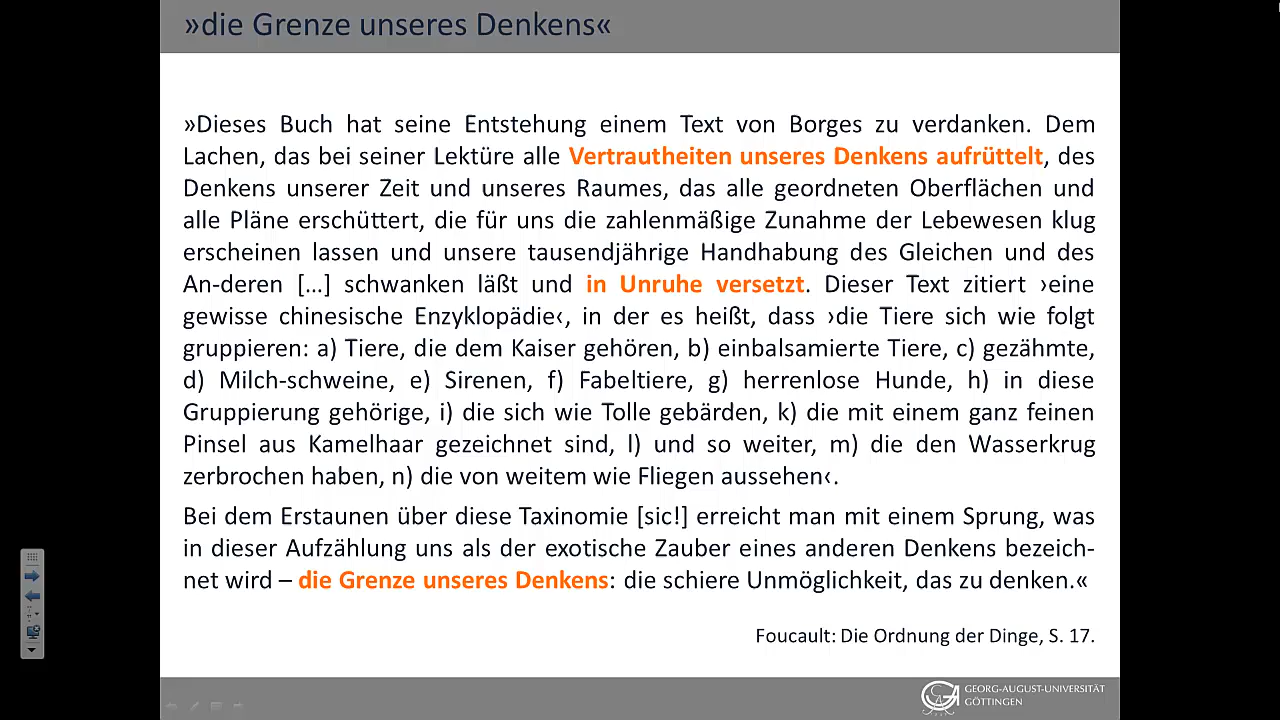 »die Grenze unseres Denkens«
»Dieses Buch hat seine Entstehung einem Text von Borges zu verdanken. Dem
Lachen, das bei seiner Lektüre alle Vertrautheiten unseres Denkens aufrüttelt, des
Denkens unserer Zeit und unseres Raumes, das alle geordneten Oberflächen und
alle Pläne erschüttert, die für uns die zahlenmäßige Zunahme der Lebewesen klug
erscheinen lassen und unsere tausendjährige Handhabung des Gleichen und des
An-deren […] schwanken läßt und in Unruhe versetzt. Dieser Text zitiert ›eine
gewisse chinesische Enzyklopädie‹, in der es heißt, dass ›die Tiere sich wie folgt
gruppieren: a) Tiere, die dem Kaiser gehören, b) einbalsamierte Tiere, c) gezähmte,
d) Milch-schweine, e) Sirenen, f) Fabeltiere, g) herrenlose Hunde, h) in diese
Gruppierung gehörige, i) die sich wie Tolle gebärden, k) die mit einem ganz feinen
Pinsel aus Kamelhaar gezeichnet sind, l) und so weiter, m) die den Wasserkrug
zerbrochen haben, n) die von weitem wie Fliegen aussehen‹.
Bei dem Erstaunen über diese Taxinomie [sic!] erreicht man mit einem Sprung, was
in dieser Aufzählung uns als der exotische Zauber eines anderen Denkens bezeich-
net wird – die Grenze unseres Denkens: die schiere Unmöglichkeit, das zu denken.«
Foucault: Die Ordnung der Dinge, S. 17.
GEORG-AUGUST-UNIVERSITÄT
GÖTTINGEN